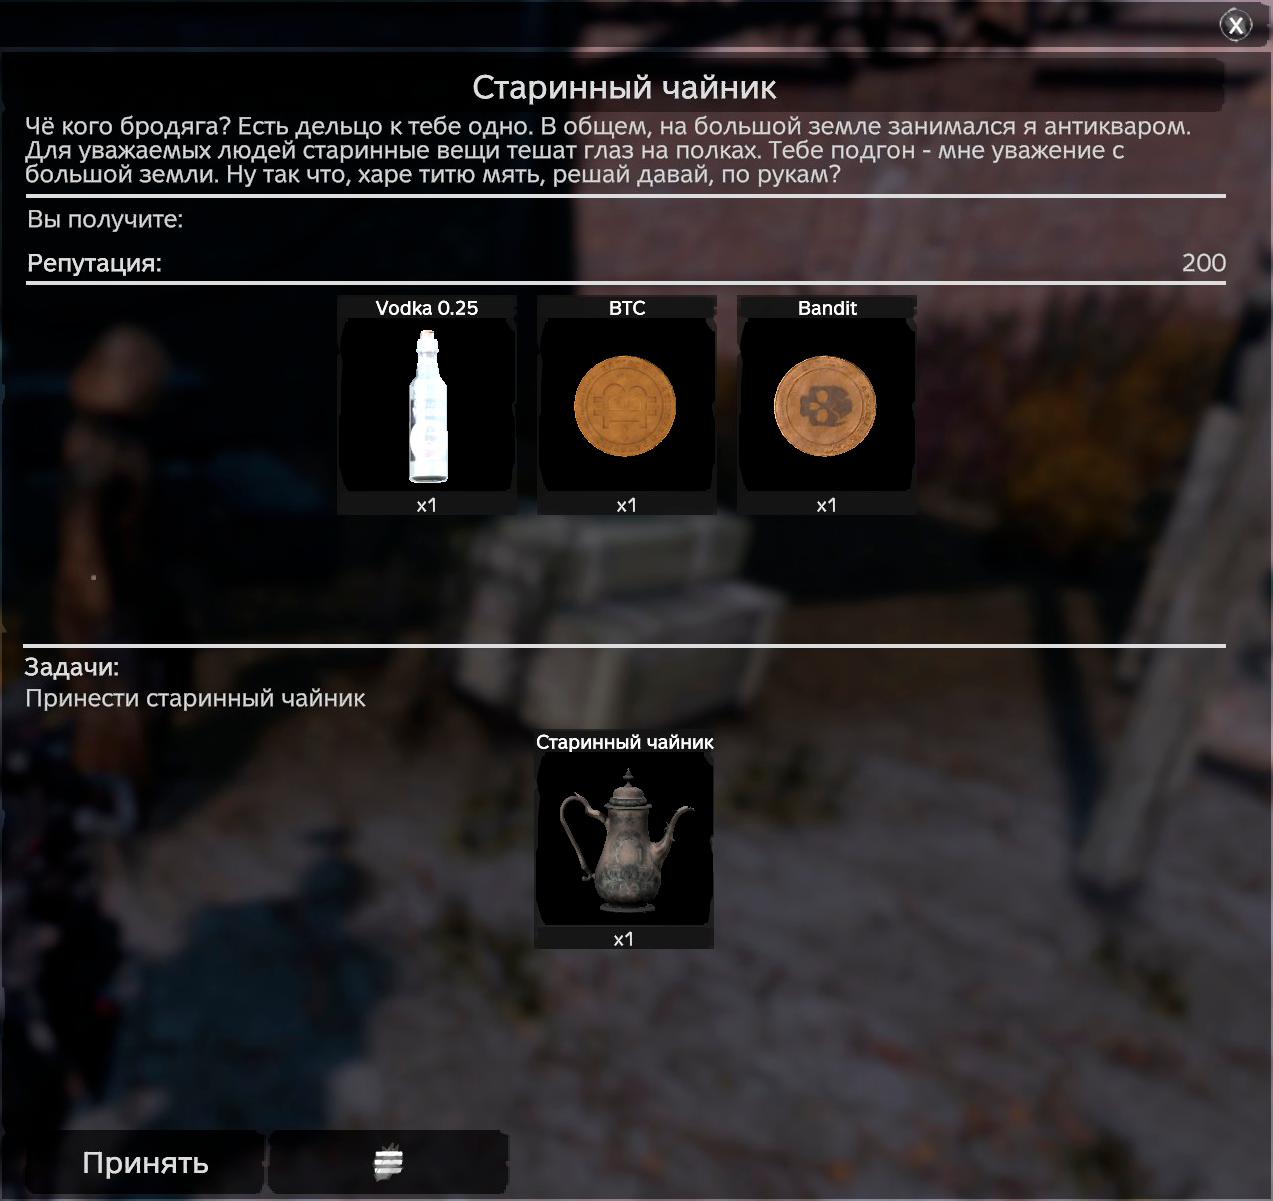 X
Старинный чайник
Чё кого бродяга? Есть дельцо к тебе одно. В общем, на большой земле занимался я антикваром.
Для уважаемых людей старинные вещи тешат глаз на полках. Тебе подгон - мне уважение с
большой земли. Ну так что, харе титю мять, решай давай, по рукам?
Вы получите:
Репутация: 200
Vodka 0.25 BTC Bandit
x1 x1 x1
Задачи:
Принести старинный чайник
Старинный чайник
x1
Принять